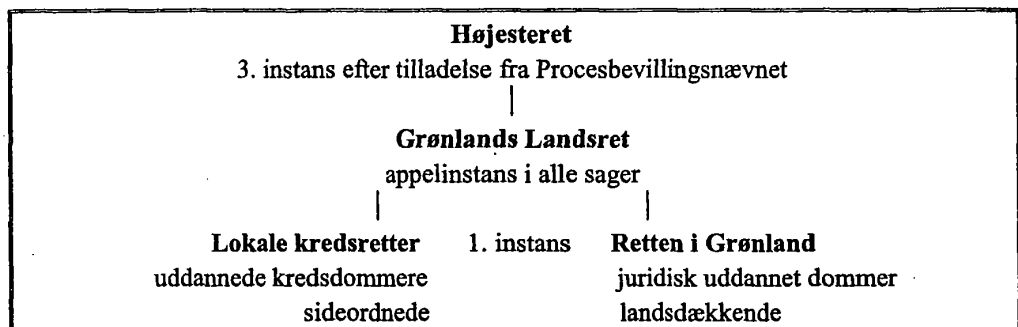 Højesteret
3. instans efter tilladelse fra Procesbevillingsnævnet
Grønlands Landsret
appelinstans i alle sager
Lokale kredsretter 1. instans Retten i Grønland
uddannede kredsdommere juridisk uddannet dommer
sideordnede landsdækkende